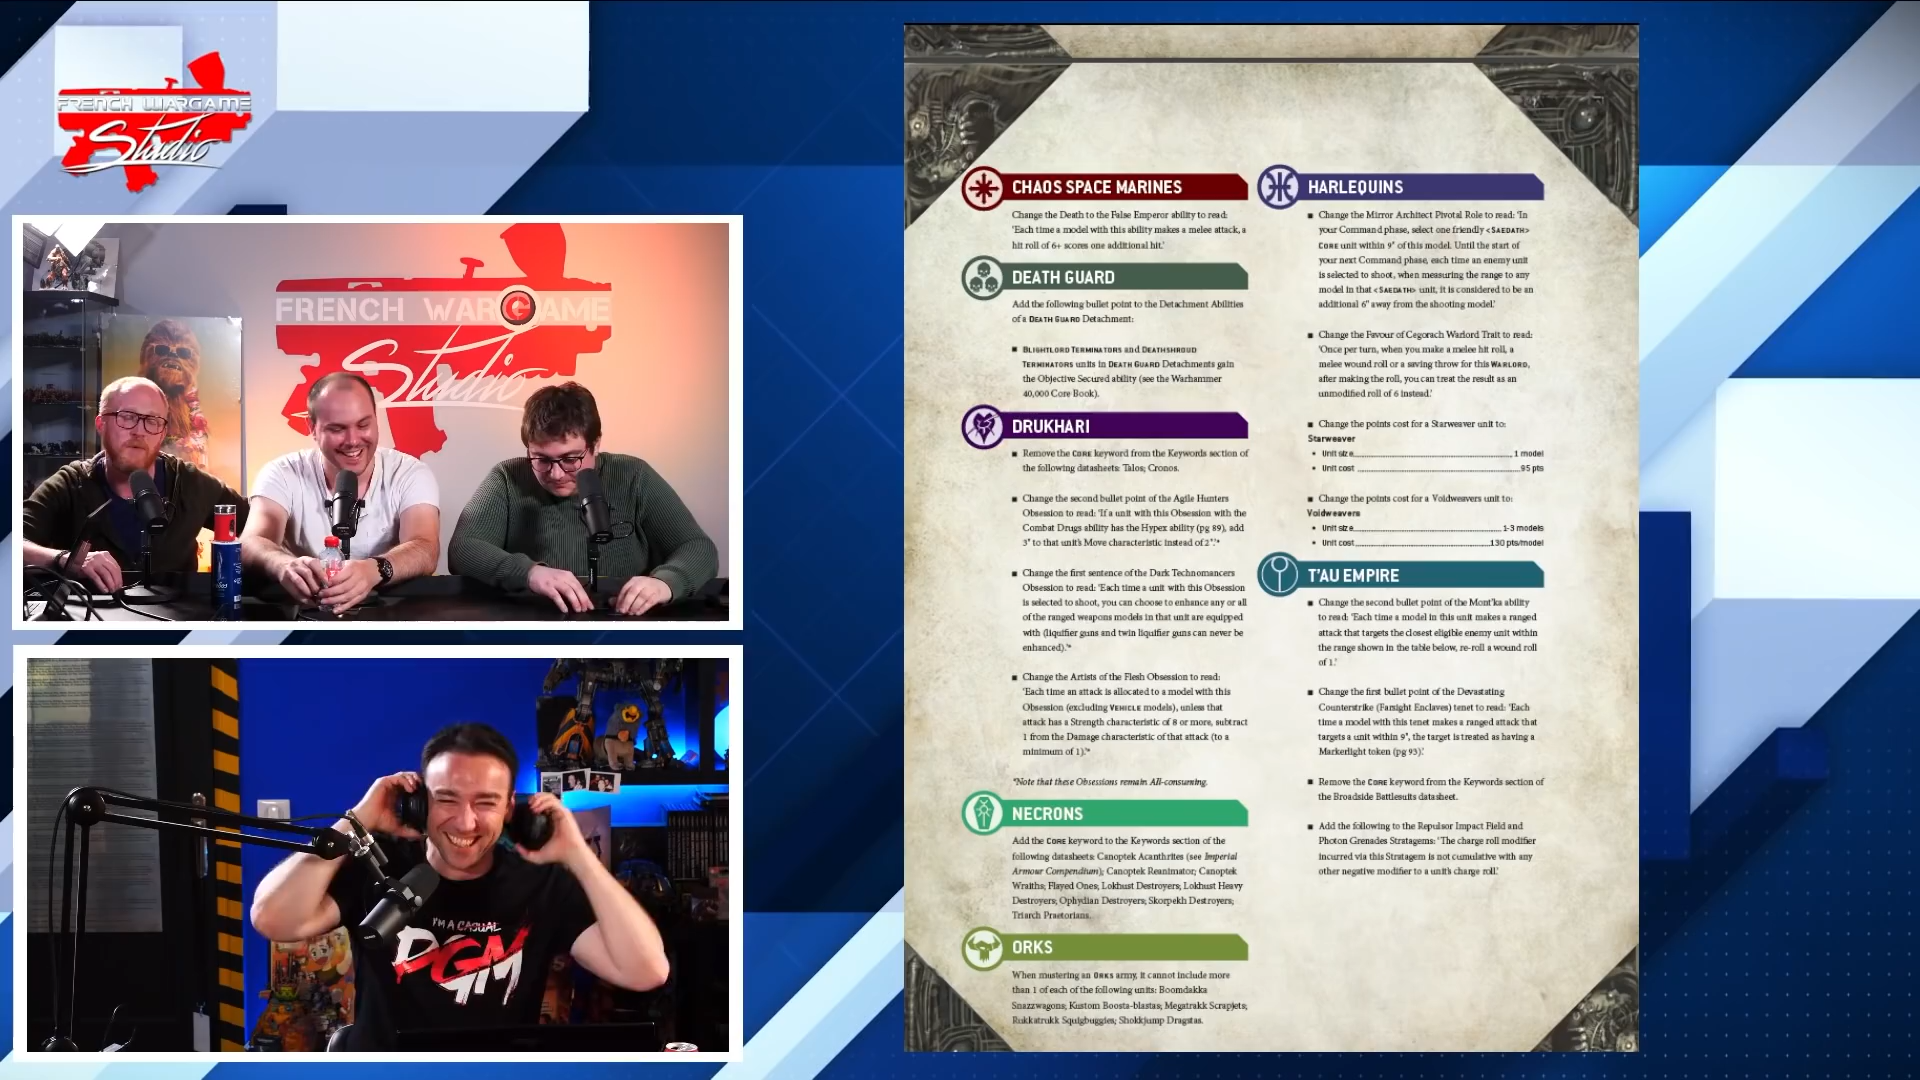 FRENCH WARGAME
Studio
FRENCH WARGAME
Studio
I'M A CASUAL
PGM
CHAOS SPACE MARINES
Change the Death to the False Emperor ability to read:
'Each time a model with this ability makes a melee attack, a
hit roll of 6+ scores one additional hit.'
DEATH GUARD
Add the following bullet point to the Detachment Abilities
of a DEATH GUARD Detachment:
■ BLIGHTLORD TERMINATORS and DEATHSHROUD
TERMINATORS units in DEATH GUARD Detachments gain
the Objective Secured ability (see the Warhammer
40,000 Core Book).
DRUKHARI
■ Remove the CORE keyword from the Keywords section of
the following datasheets: Talos; Cronos.
■ Change the second bullet point of the Agile Hunters
Obsession to read: 'If a unit with this Obsession with the
Combat Drugs ability has the Hypex ability (pg 89), add
3" to that unit's Move characteristic instead of 2".'*
■ Change the first sentence of the Dark Technomancers
Obsession to read: 'Each time a unit with this Obsession
is selected to shoot, you can choose to enhance any or all
of the ranged weapons models in that unit are equipped
with (liquifier guns and twin liquifier guns can never be
enhanced).'*
■ Change the Artists of the Flesh Obsession to read:
'Each time an attack is allocated to a model with this
Obsession (excluding VEHICLE models), unless that
attack has a Strength characteristic of 8 or more, subtract
1 from the Damage characteristic of that attack (to a
minimum of 1).'*
*Note that these Obsessions remain All-consuming.
NECRONS
Add the CORE keyword to the Keywords section of the
following datasheets: Canoptek Acanthrites (see Imperial
Armour Compendium); Canoptek Reanimator; Canoptek
Wraiths; Flayed Ones; Lokhust Destroyers; Lokhust Heavy
Destroyers; Ophydian Destroyers; Skorpekh Destroyers;
Triarch Praetorians.
ORKS
When mustering an ORKS army, it cannot include more
than 1 of each of the following units: Boomdakka
Snazzwagons; Kustom Boosta-blastas; Megatrakk Scrapjets;
Rukkatrukk Squigbuggies; Shokkjump Dragstas.
HARLEQUINS
■ Change the Mirror Architect Pivotal Role to read: 'In
your Command phase, select one friendly <SAEDATH>
CORE unit within 9" of this model. Until the start of
your next Command phase, each time an enemy unit
is selected to shoot, when measuring the range to any
model in that <SAEDATH> unit, it is considered to be an
additional 6" away from the shooting model.'
■ Change the Favour of Cegorach Warlord Trait to read:
'Once per turn, when you make a melee hit roll, a
melee wound roll or a saving throw for this WARLORD,
after making the roll, you can treat the result as an
unmodified roll of 6 instead.'
■ Change the points cost for a Starweaver unit to:
Starweaver
• Unit size 1 model
• Unit cost 95 pts
■ Change the points cost for a Voidweavers unit to:
Voidweavers
• Unit size 1-3 models
• Unit cost 130 pts/model
T'AU EMPIRE
■ Change the second bullet point of the Mont'ka ability
to read: 'Each time a model in this unit makes a ranged
attack that targets the closest eligible enemy unit within
the range shown in the table below, re-roll a wound roll
of 1.'
■ Change the first bullet point of the Devastating
Counterstrike (Farsight Enclaves) tenet to read: 'Each
time a model with this tenet makes a ranged attack that
targets a unit within 9", the target is treated as having a
Markerlight token (pg 93).'
■ Remove the CORE keyword from the Keywords section of
the Broadside Battlesuits datasheet.
■ Add the following to the Repulsor Impact Field and
Photon Grenades Stratagems: 'The charge roll modifier
incurred via this Stratagem is not cumulative with any
other negative modifier to a unit's charge roll.'